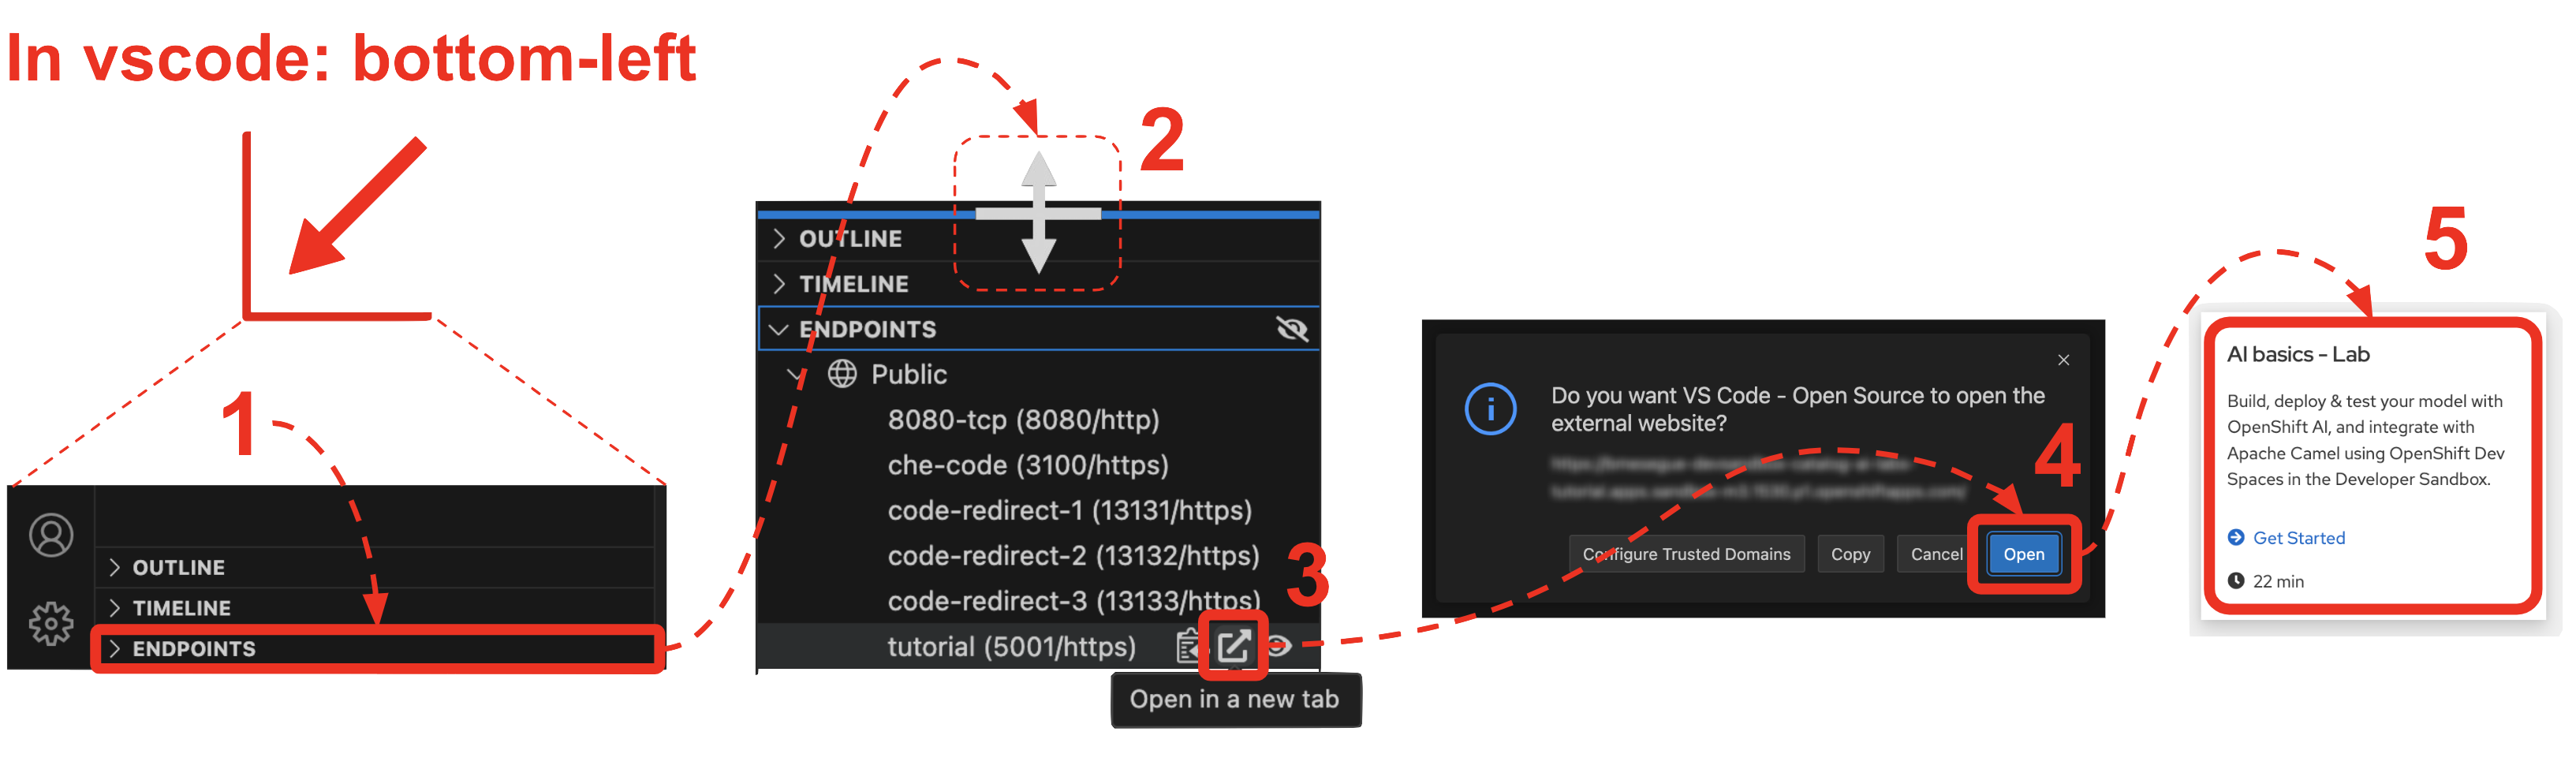 In vscode: bottom-left
1
OUTLINE
TIMELINE
ENDPOINTS
2
OUTLINE
TIMELINE
ENDPOINTS
Public
8080-tcp (8080/http)
che-code (3100/https)
code-redirect-1 (13131/https)
code-redirect-2 (13132/https)
code-redirect-3 (13133/https)
tutorial (5001/https)
3
Open in a new tab
Do you want VS Code - Open Source to open the
external website?
4
Configure Trusted Domains
Copy
Cancel
Open
5
AI basics - Lab
Build, deploy & test your model with
OpenShift AI, and integrate with
Apache Camel using OpenShift Dev
Spaces in the Developer Sandbox.
Get Started
22 min